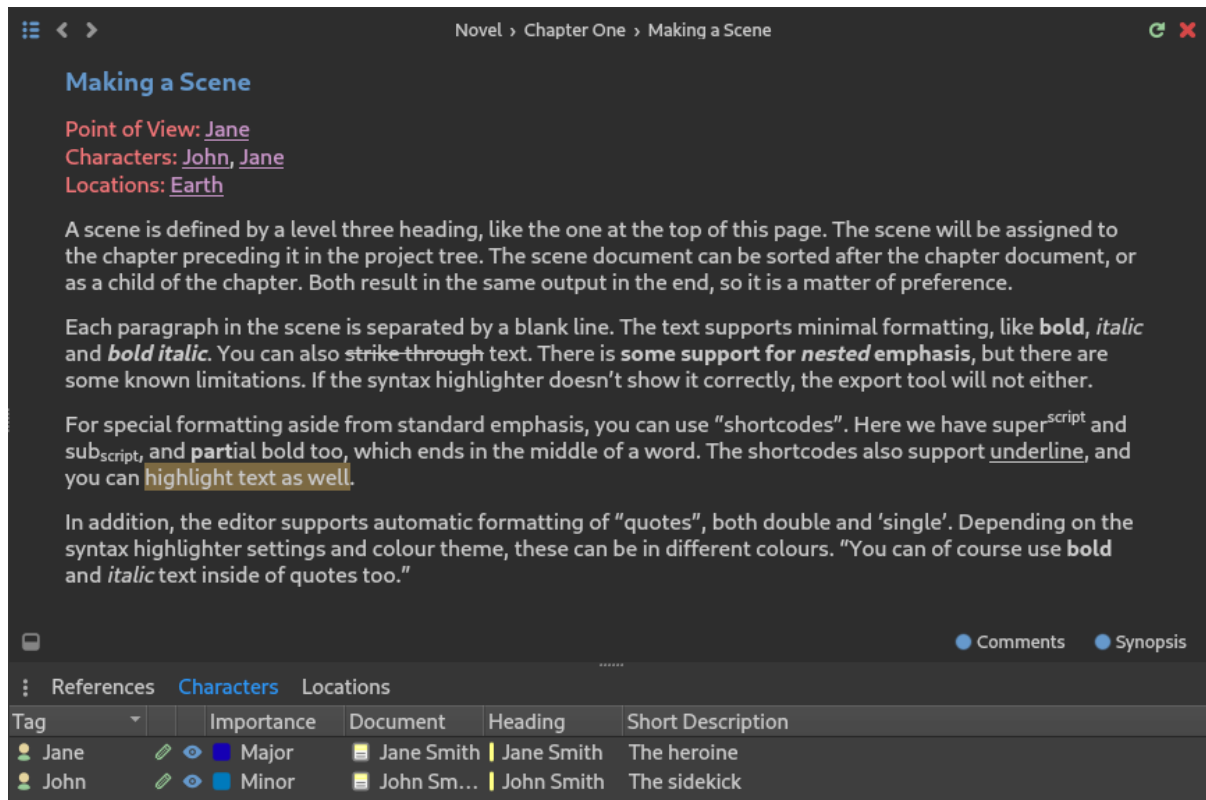 Novel › Chapter One › Making a Scene
Making a Scene
Point of View: Jane
Characters: John, Jane
Locations: Earth
A scene is defined by a level three heading, like the one at the top of this page. The scene will be assigned to
the chapter preceding it in the project tree. The scene document can be sorted after the chapter document, or
as a child of the chapter. Both result in the same output in the end, so it is a matter of preference.
Each paragraph in the scene is separated by a blank line. The text supports minimal formatting, like bold, italic
and bold italic. You can also strike through text. There is some support for nested emphasis, but there are
some known limitations. If the syntax highlighter doesn’t show it correctly, the export tool will not either.
For special formatting aside from standard emphasis, you can use “shortcodes”. Here we have superscript and
subscript, and partial bold too, which ends in the middle of a word. The shortcodes also support underline, and
you can highlight text as well.
In addition, the editor supports automatic formatting of “quotes”, both double and ‘single’. Depending on the
syntax highlighter settings and colour theme, these can be in different colours. “You can of course use bold
and italic text inside of quotes too.”
Comments Synopsis
References Characters Locations
Tag Importance Document Heading Short Description
Jane Major Jane Smith Jane Smith The heroine
John Minor John Sm... John Smith The sidekick